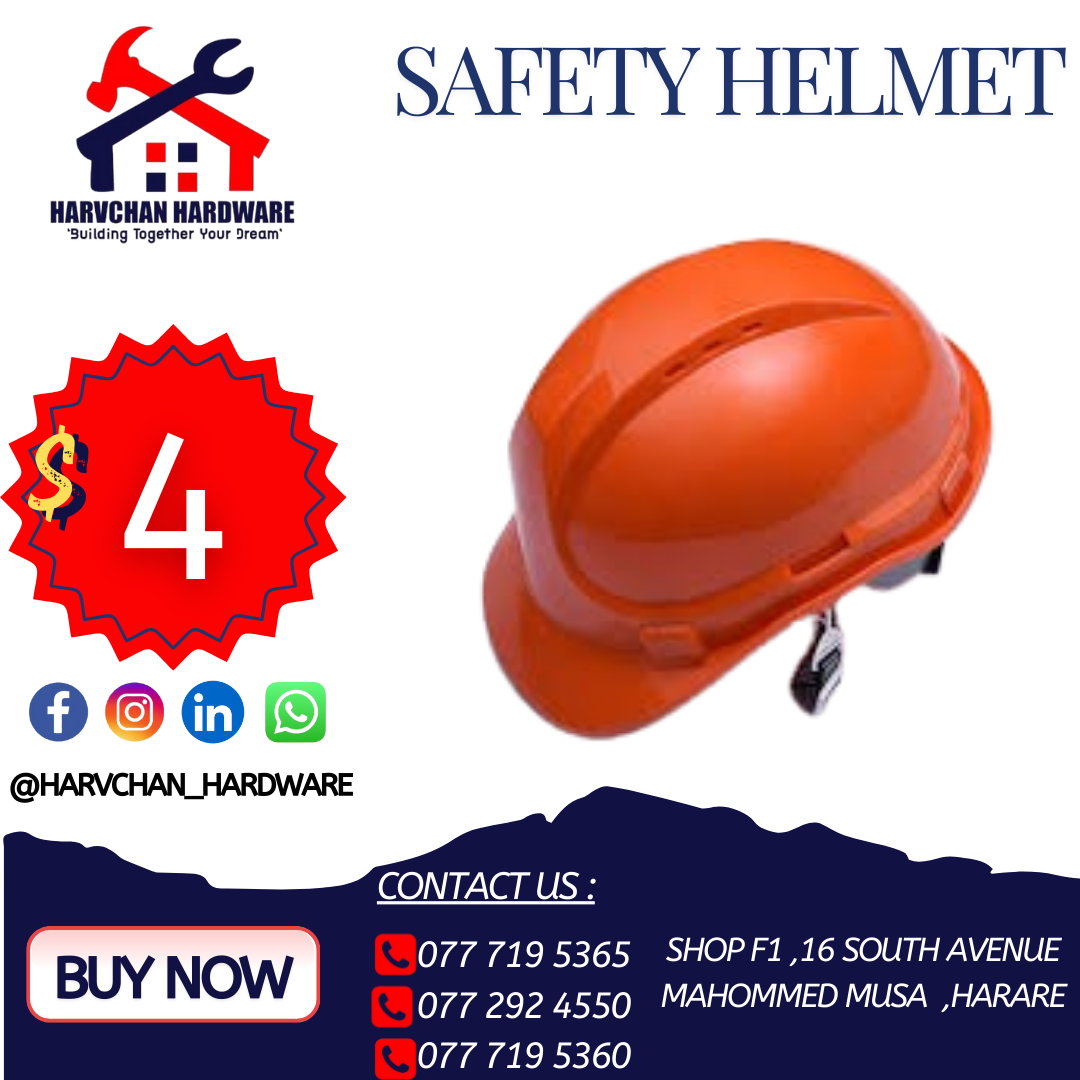 SAFETY HELMET
HARVCHAN HARDWARE
'Building Together Your Dream'
$ 4
@HARVCHAN_HARDWARE
CONTACT US :
BUY NOW
077 719 5365
077 292 4550
077 719 5360
SHOP F1 ,16 SOUTH AVENUE
MAHOMMED MUSA ,HARARE